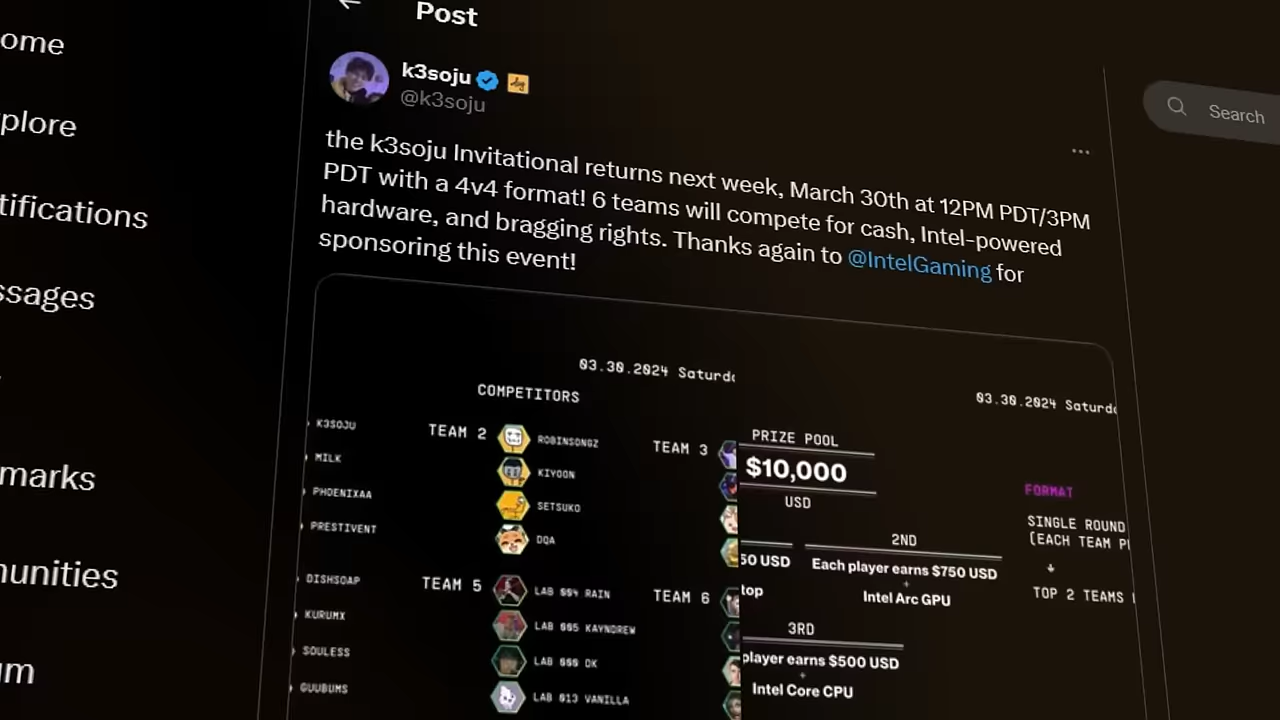 Post
ome
plore
tifications
ssages
marks
unities
m
k3soju
@k3soju
Search
the k3soju Invitational returns next week, March 30th at 12PM PDT/3PM
PDT with a 4v4 format! 6 teams will compete for cash, Intel-powered
hardware, and bragging rights. Thanks again to @IntelGaming for
sponsoring this event!
03.30.2024 Saturd
COMPETITORS
K3SOJU
MILK
PHOENIXAA
PRESTIVENT
TEAM 2
ROBINSONGZ
KIYOON
SETSUKO
DQA
TEAM 3
DISHSOAP
KURUMX
SOULESS
GUUBUMS
TEAM 5
LAB 004 RAIN
LAB 005 KAYNDREW
LAB 000 DK
LAB 013 VANILLA
TEAM 6
03.30.2024 Saturd
PRIZE POOL
$10,000
USD
50 USD
top
2ND
Each player earns $750 USD
+
Intel Arc GPU
3RD
player earns $500 USD
+
Intel Core CPU
FORMAT
SINGLE ROUND
(EACH TEAM P
TOP 2 TEAMS